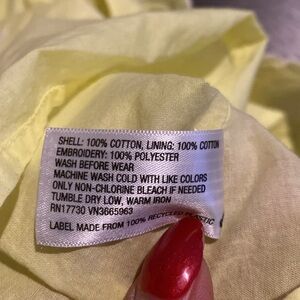 SHELL: 100% COTTON, LINING: 100% COTTON
EMBROIDERY: 100% POLYESTER
WASH BEFORE WEAR
MACHINE WASH COLD WITH LIKE COLORS
ONLY NON-CHLORINE BLEACH IF NEEDED
TUMBLE DRY LOW, WARM IRON
RN17730 VN3665963
LABEL MADE FROM 100% RECYCLED PLASTIC